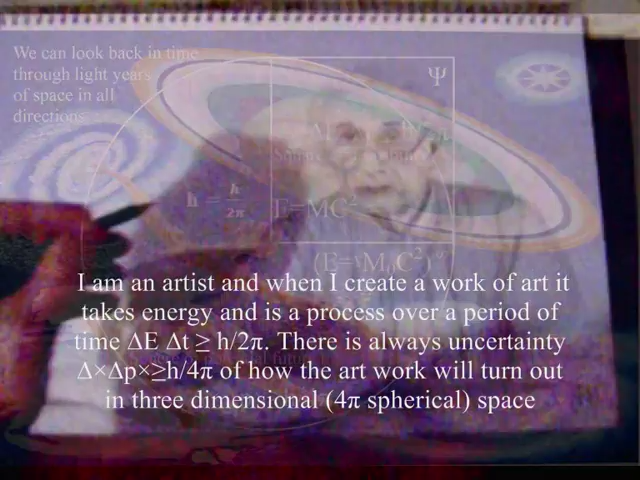 We can look back in time
through light years
of space in all
directions
Ψ
ħ = h/2π
E=MC²
(E=M₀C²)
I am an artist and when I create a work of art it
takes energy and is a process over a period of
time ΔE Δt ≥ h/2π. There is always uncertainty
Δ×Δp×≥h/4π of how the art work will turn out
in three dimensional (4π spherical) space